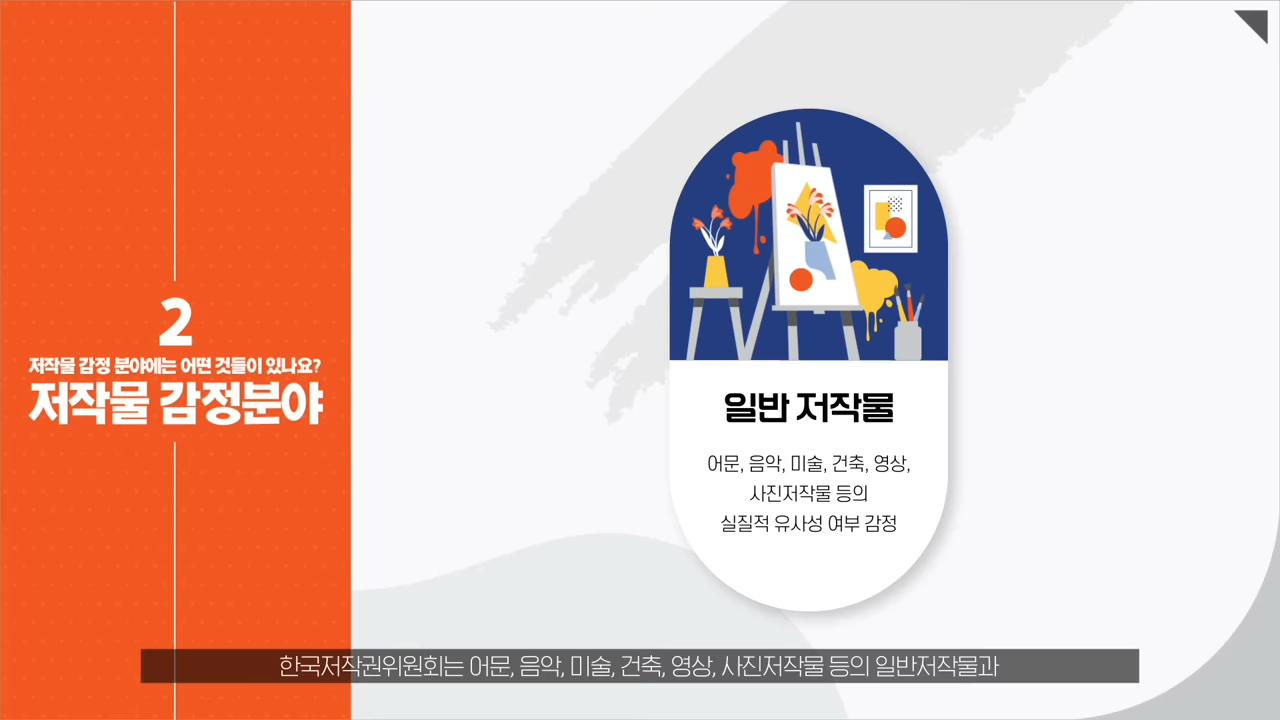 2
저작물 감정 분야에는 어떤 것들이 있나요?
저작물 감정분야
일반 저작물
어문, 음악, 미술, 건축, 영상,
사진저작물 등의
실질적 유사성 여부 감정
한국저작권위원회는 어문, 음악, 미술, 건축, 영상, 사진저작물 등의 일반저작물과